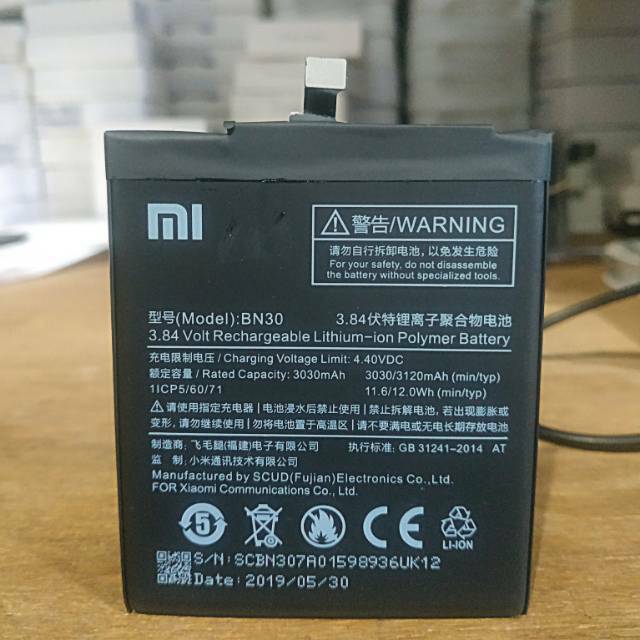 mi
警告/WARNING
请勿自行拆卸电池，以免发生危险
For your safety, do not disassemble
the battery without specialized tools.
型号(Model):BN30 3.84伏特锂离子聚合物电池
3.84 Volt Rechargeable Lithium-ion Polymer Battery
充电限制电压 / Charging Voltage Limit: 4.40VDC
额定容量 / Rated Capacity: 3030mAh 3030/3120mAh (min/typ)
1ICP5/60/71 11.6/12.0Wh (min/typ)
请使用指定充电器 | 电池浸水后禁止使用 | 禁止拆解电池，若出现膨胀或
变形，请勿继续使用 | 勿将电池置于高温区 | 请不要满电或无电长期存放电池
制造商：飞毛腿(福建)电子有限公司 执行标准: GB 31241-2014 AT
监 制：小米通讯技术有限公司
Manufactured by SCUD(Fujian)Electronics Co.,Ltd.
FOR Xiaomi Communications Co., Ltd.
5
CE
LI-ION
S/N: SCBN307A01598936UK12
Date: 2019/05/30